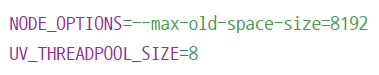 NODE_OPTIONS=--max-old-space-size=8192
UV_THREADPOOL_SIZE=8